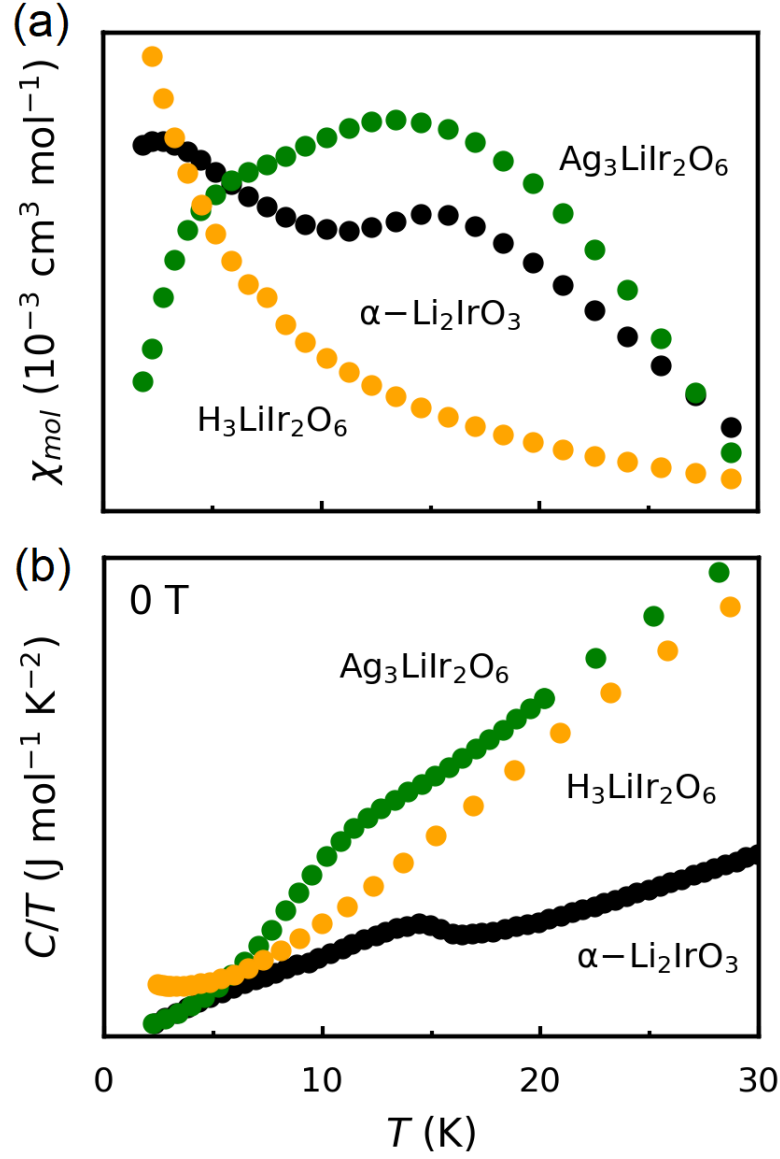 (a)
χmol (10⁻³ cm³ mol⁻¹)
Ag₃LiIr₂O₆
α−Li₂IrO₃
H₃LiIr₂O₆
(b)
0 T
C/T (J mol⁻¹ K⁻²)
Ag₃LiIr₂O₆
H₃LiIr₂O₆
α−Li₂IrO₃
0 10 20 30
T (K)